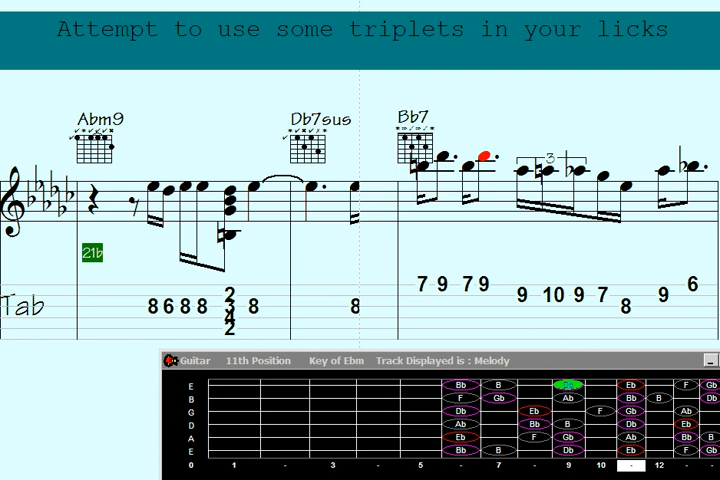 Attempt to use some triplets in your licks
Abm9 Db7sus Bb7
3
21b
7 9 7 9 9 10 9 7 8 9 6
Tab 8 6 8 8 2 3 4 2 8 8
Guitar 11th Position Key of Ebm Track Displayed is : Melody
E Bb B Eb F Gb
B F Gb Ab Bb B Db
G Db Eb F Gb Ab
D Ab Bb Db Eb
A Eb F Gb Ab Bb B
E Bb B Db Eb F Gb
0 1 - 3 - 5 - 7 - 9 10 - 12 -